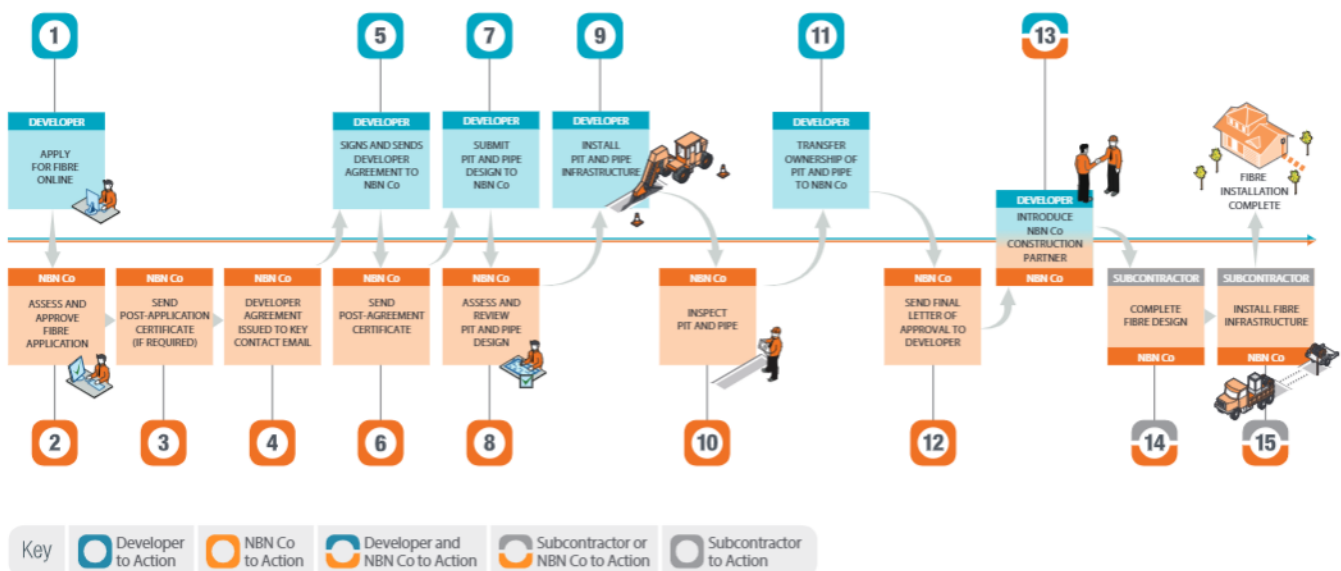 1
5
7
9
11
13
DEVELOPER
APPLY
FOR FIBRE
ONLINE
DEVELOPER
SIGNS AND SENDS
DEVELOPER
AGREEMENT TO
NBN Co
DEVELOPER
SUBMIT
PIT AND PIPE
DESIGN TO
NBN Co
DEVELOPER
INSTALL
PIT AND PIPE
INFRASTRUCTURE
DEVELOPER
TRANSFER
OWNERSHIP OF
PIT AND PIPE
TO NBN Co
DEVELOPER
INTRODUCE
NBN Co
CONSTRUCTION
PARTNER
NBN Co
FIBRE
INSTALLATION
COMPLETE
NBN Co
ASSESS AND
APPROVE
FIBRE
APPLICATION
NBN Co
SEND
POST-APPLICATION
CERTIFICATE
(IF REQUIRED)
NBN Co
DEVELOPER
AGREEMENT
ISSUED TO KEY
CONTACT EMAIL
NBN Co
SEND
POST-AGREEMENT
CERTIFICATE
NBN Co
ASSESS AND
REVIEW
PIT AND PIPE
DESIGN
NBN Co
INSPECT
PIT AND PIPE
NBN Co
SEND FINAL
LETTER OF
APPROVAL TO
DEVELOPER
SUBCONTRACTOR
COMPLETE
FIBRE DESIGN
NBN Co
SUBCONTRACTOR
INSTALL FIBRE
INFRASTRUCTURE
NBN Co
2
3
4
6
8
10
12
14
15
Key
Developer
to Action
NBN Co
to Action
Developer and
NBN Co to Action
Subcontractor or
NBN Co to Action
Subcontractor
to Action